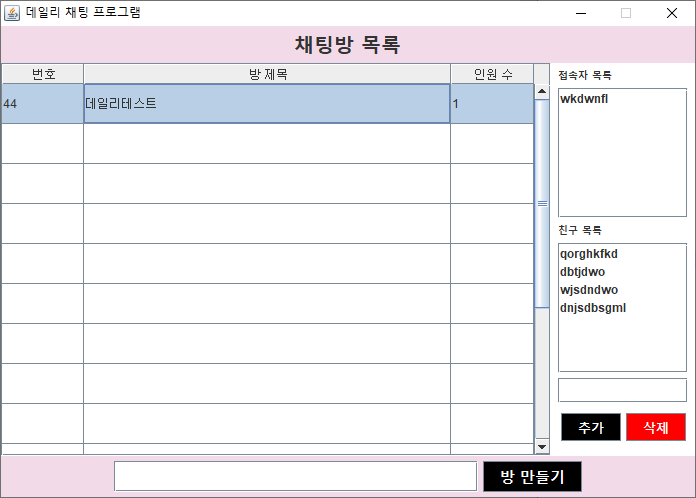 데일리 채팅 프로그램
채팅방 목록
번호 방 제목 인원 수
44 데일리테스트 1
접속자 목록
wkdwnfl
친구 목록
qorghkfkd
dbtjdwo
wjsdndwo
dnjsdbsgml
추가 삭제
방 만들기